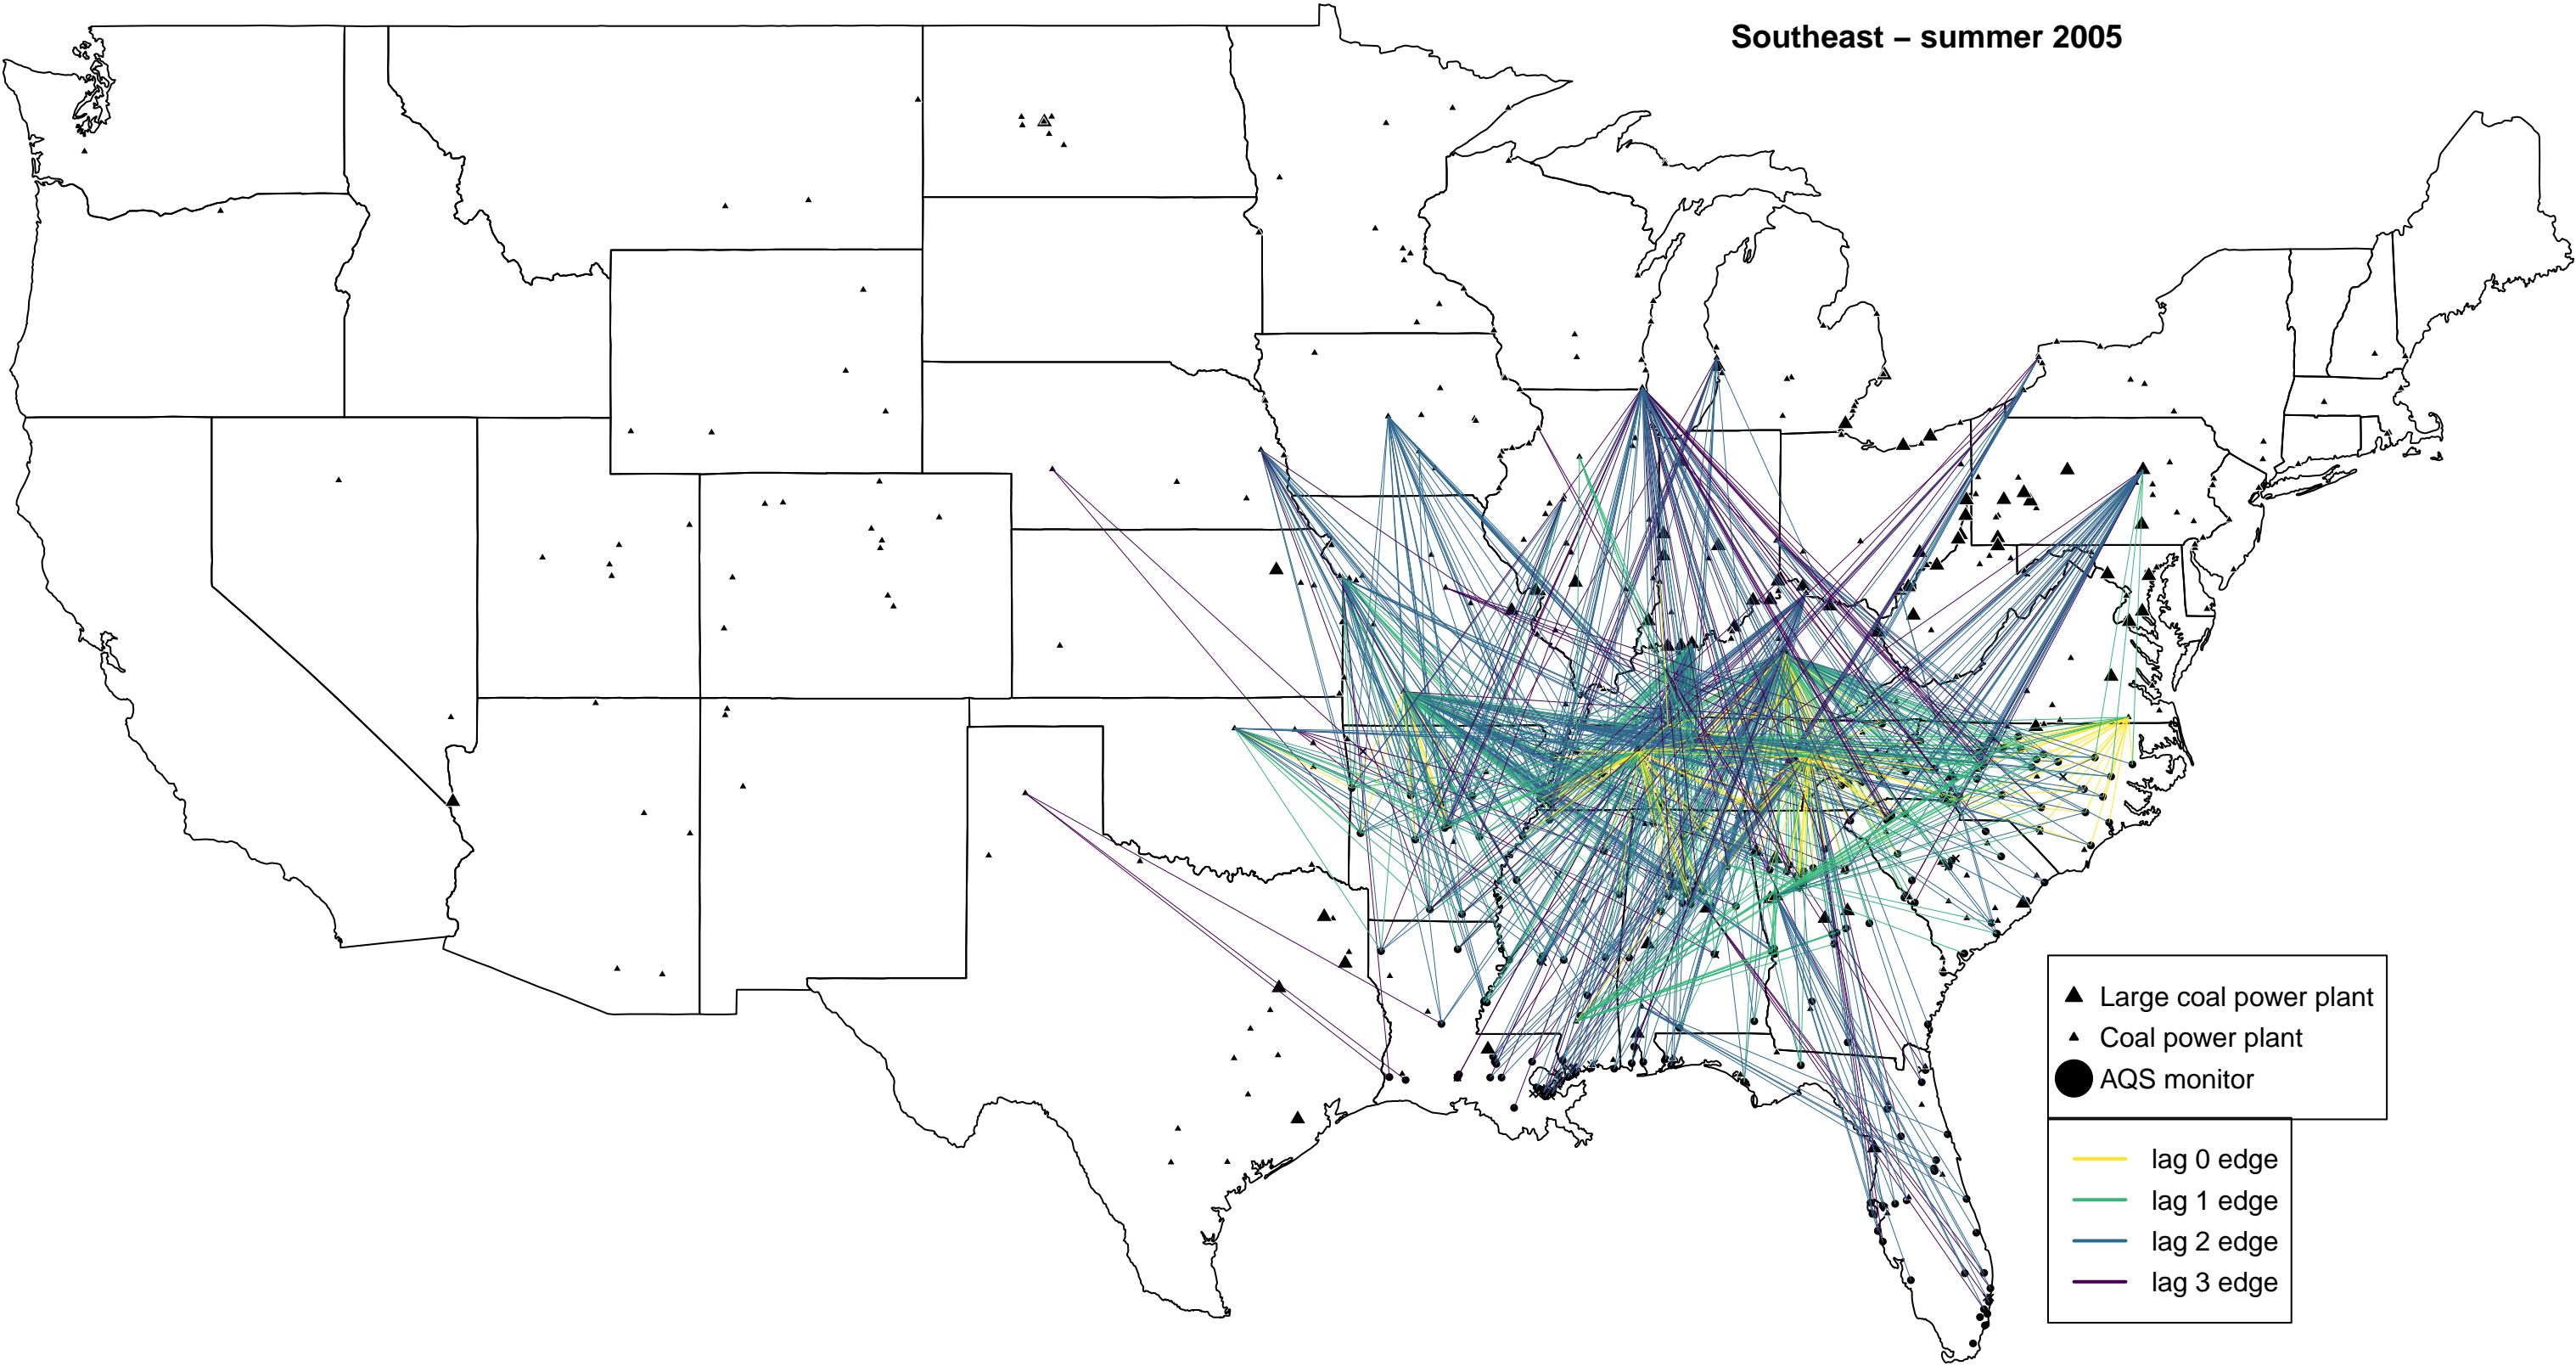 Southeast – summer 2005
Large coal power plant
Coal power plant
AQS monitor
lag 0 edge
lag 1 edge
lag 2 edge
lag 3 edge